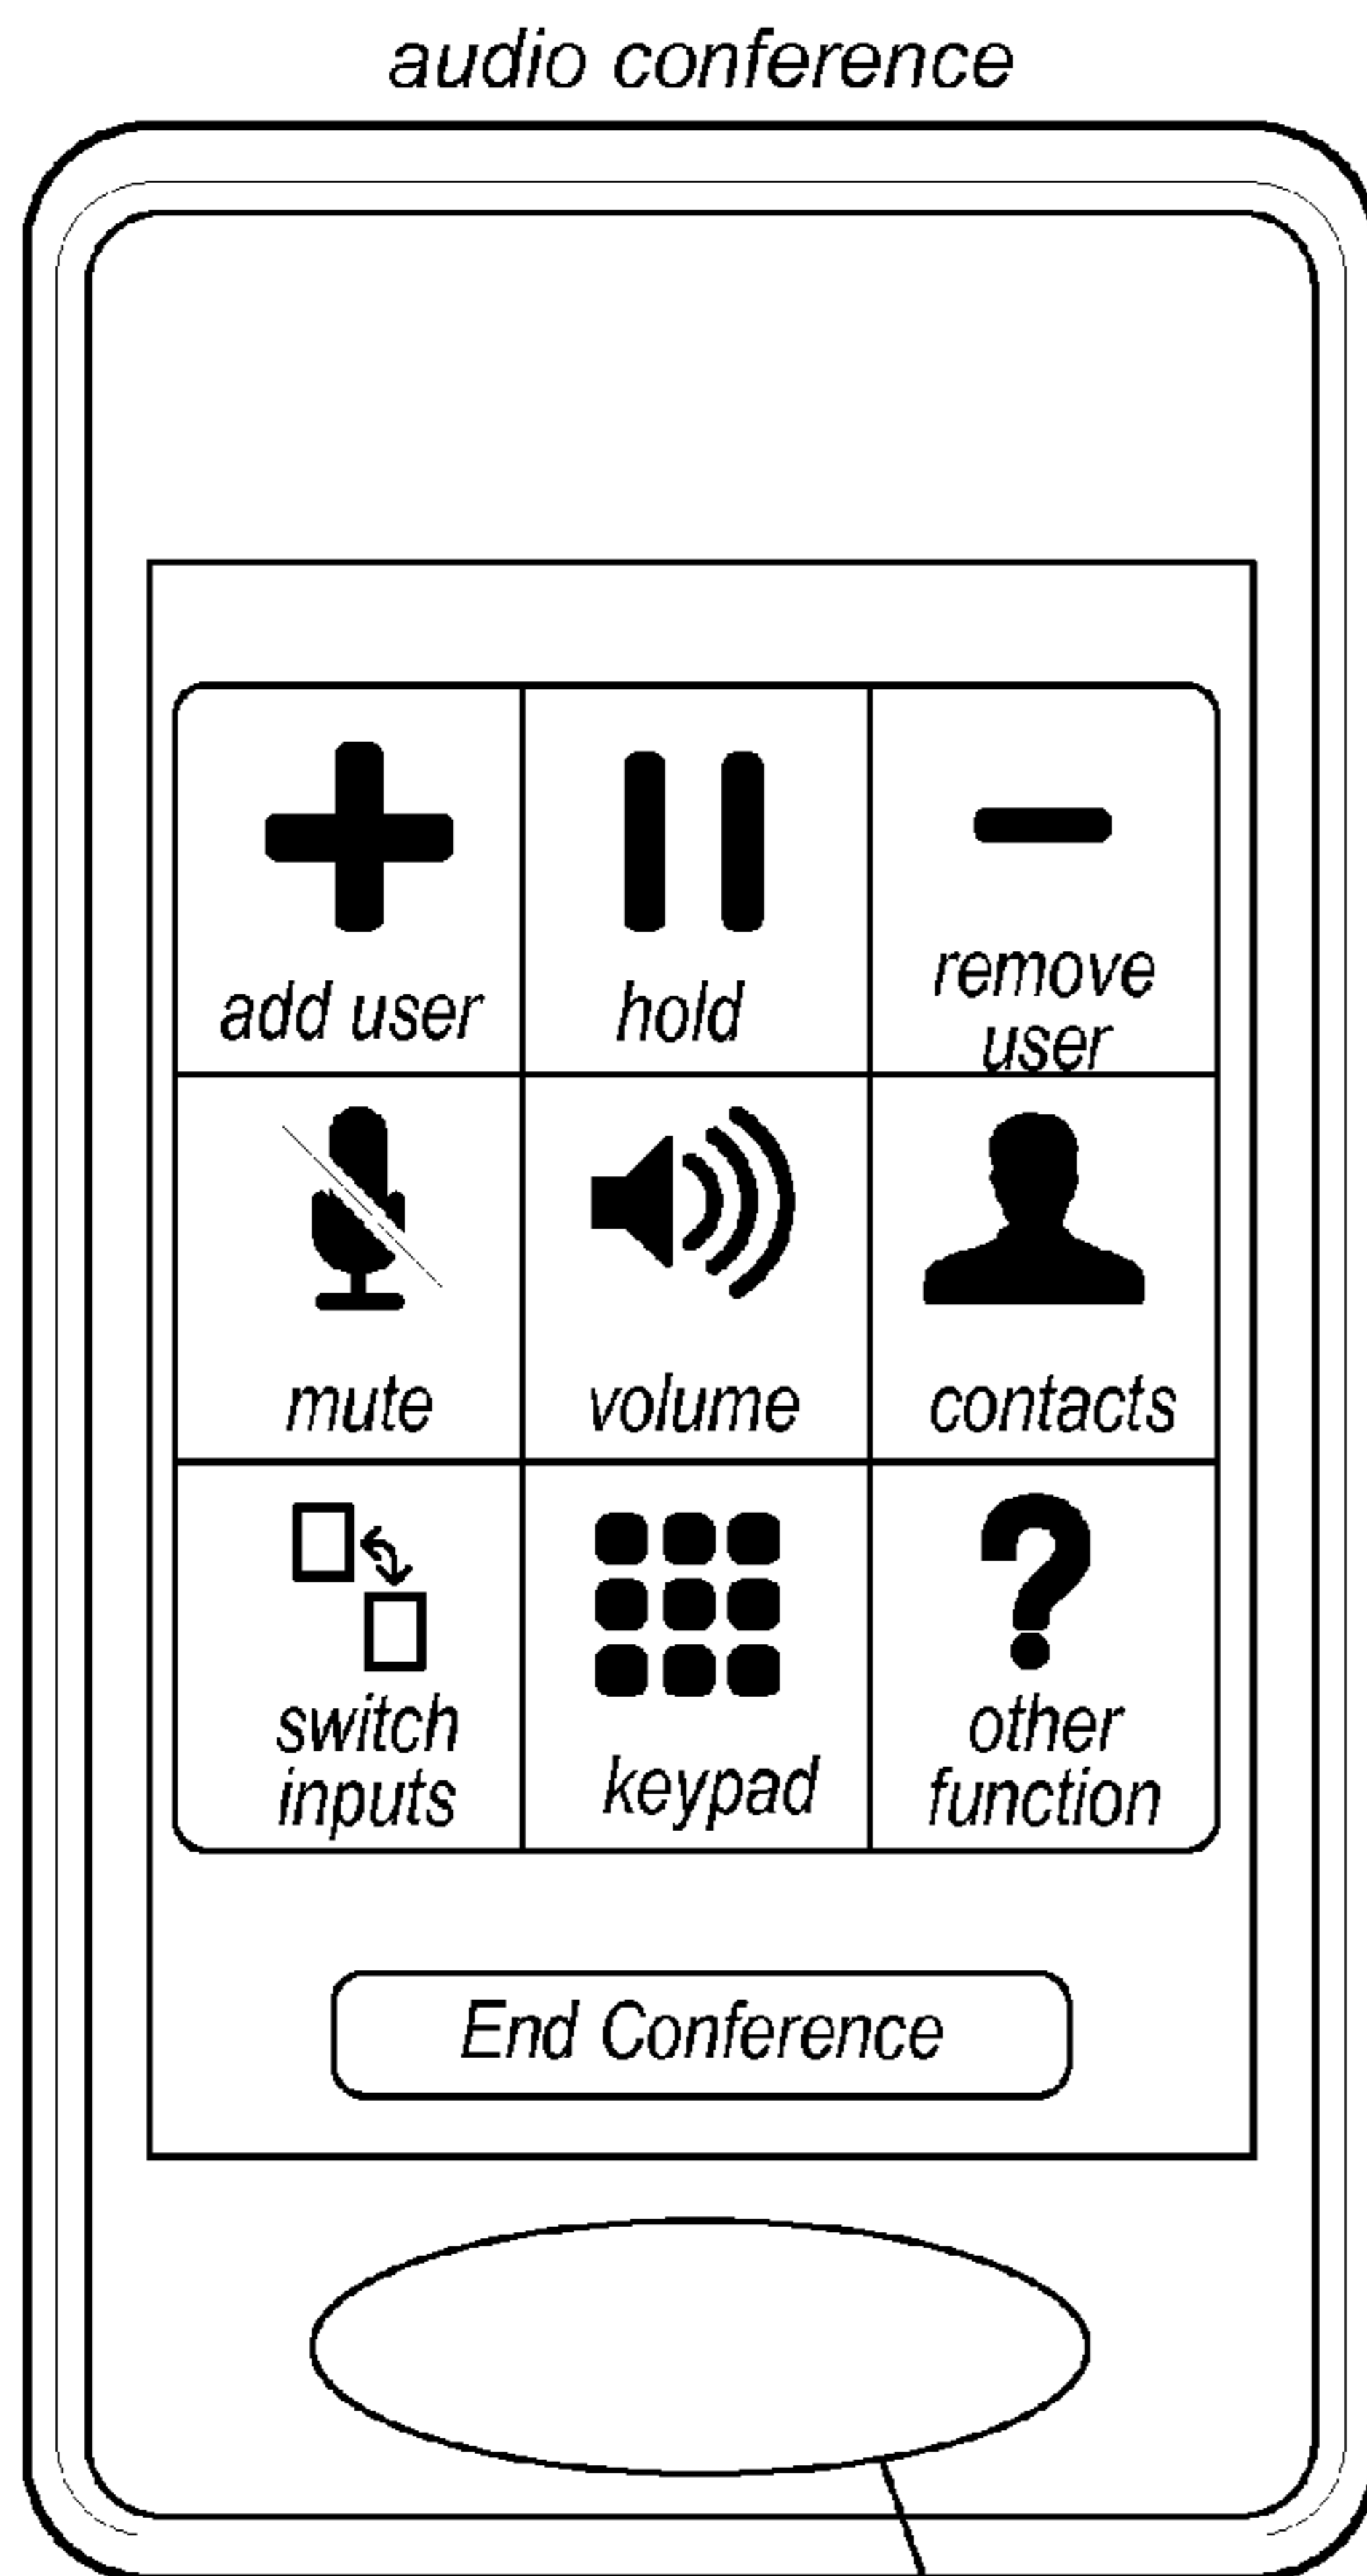 audio conference
add user
hold
remove
user
mute
volume
contacts
switch
inputs
keypad
other
function
End Conference